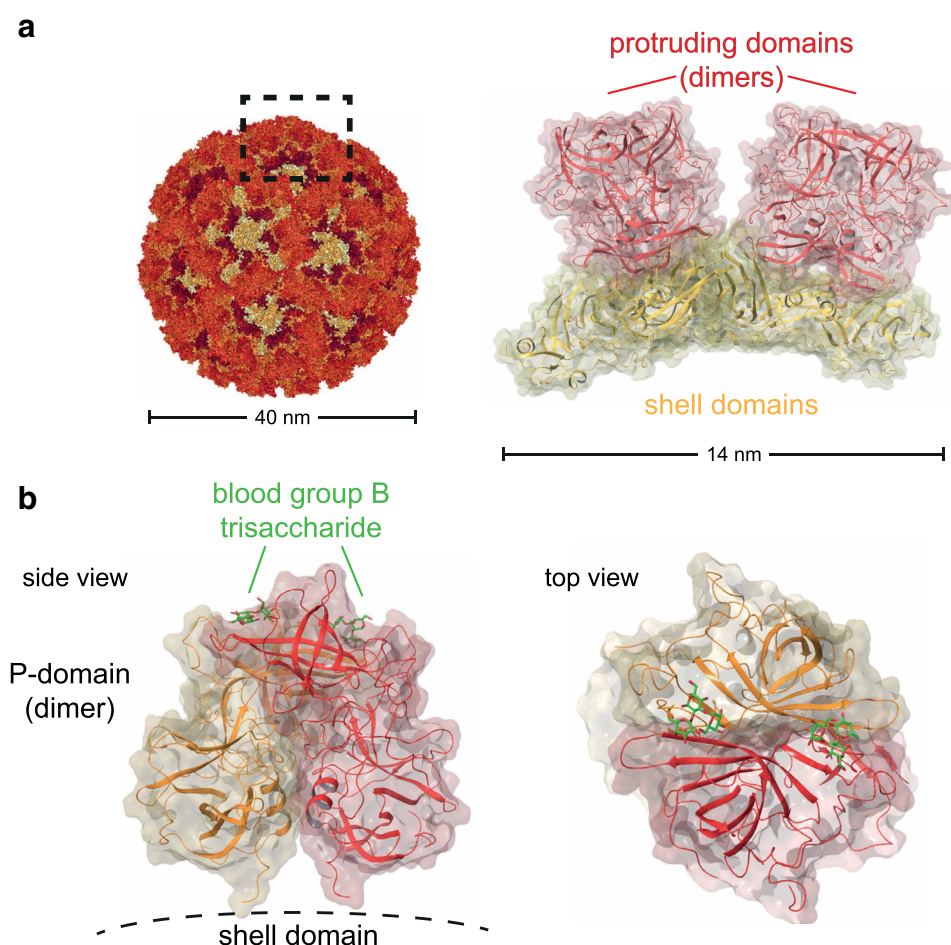 a
protruding domains
(dimers)
40 nm
shell domains
14 nm
b
blood group B
trisaccharide
side view
top view
P-domain
(dimer)
shell domain